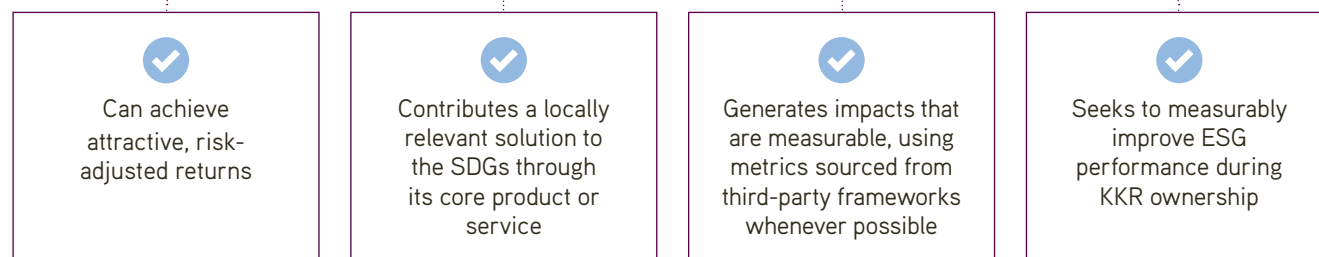 Can achieve
attractive, risk-
adjusted returns
Contributes a locally
relevant solution to
the SDGs through
its core product or
service
Generates impacts that
are measurable, using
metrics sourced from
third-party frameworks
whenever possible
Seeks to measurably
improve ESG
performance during
KKR ownership